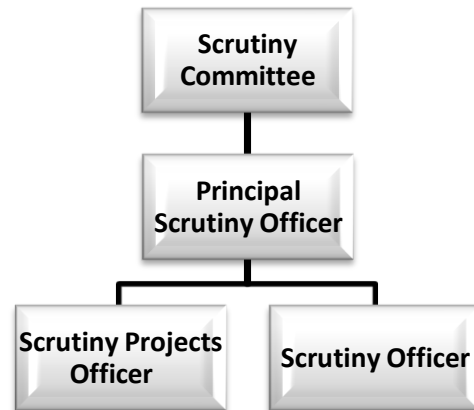 Scrutiny
Committee
Principal
Scrutiny Officer
Scrutiny Projects
Officer
Scrutiny Officer